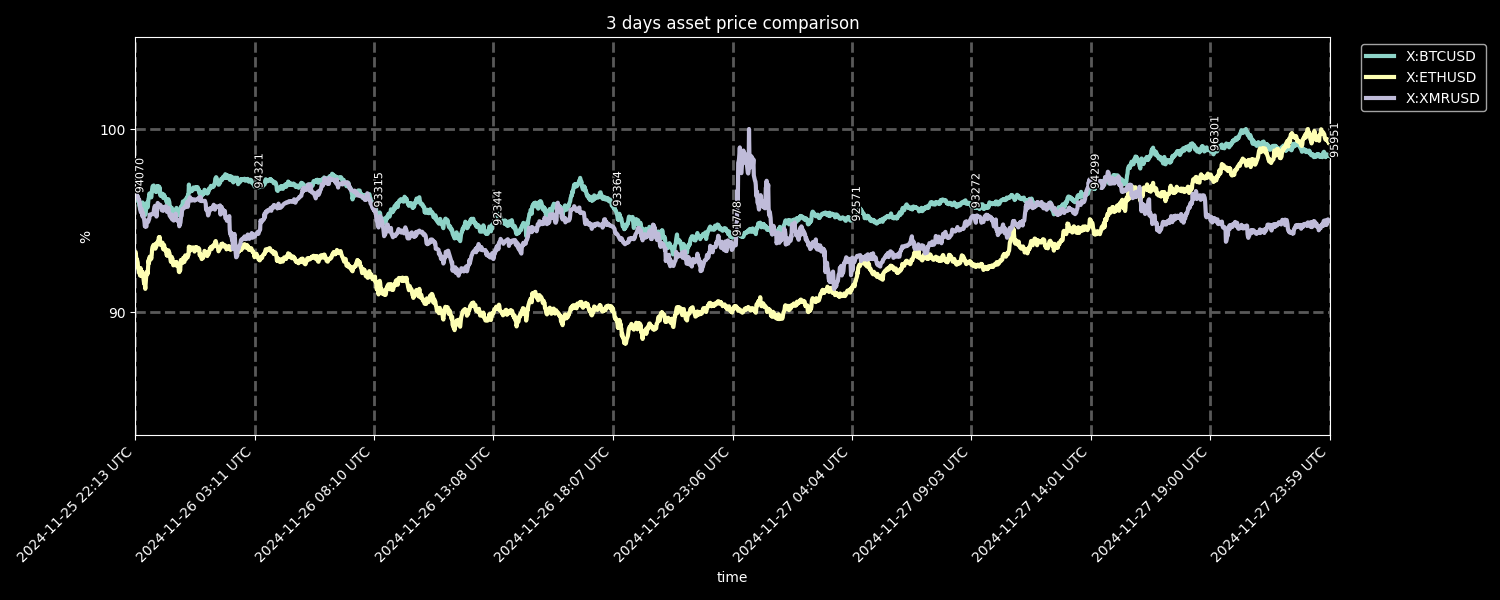 3 days asset price comparison
X:BTCUSD
X:ETHUSD
X:XMRUSD
%
100
90
94070
94321
93315
92344
93364
91778
92571
93272
94299
96301
95951
2024-11-25 22:13 UTC
2024-11-26 03:11 UTC
2024-11-26 08:10 UTC
2024-11-26 13:08 UTC
2024-11-26 18:07 UTC
2024-11-26 23:06 UTC
2024-11-27 04:04 UTC
2024-11-27 09:03 UTC
2024-11-27 14:01 UTC
2024-11-27 19:00 UTC
2024-11-27 23:59 UTC
time